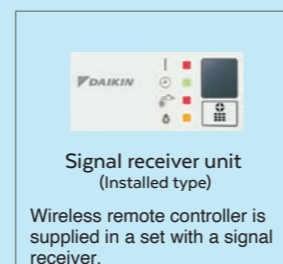 DAIKIN
Signal receiver unit
(Installed type)
Wireless remote controller is
supplied in a set with a signal
receiver.